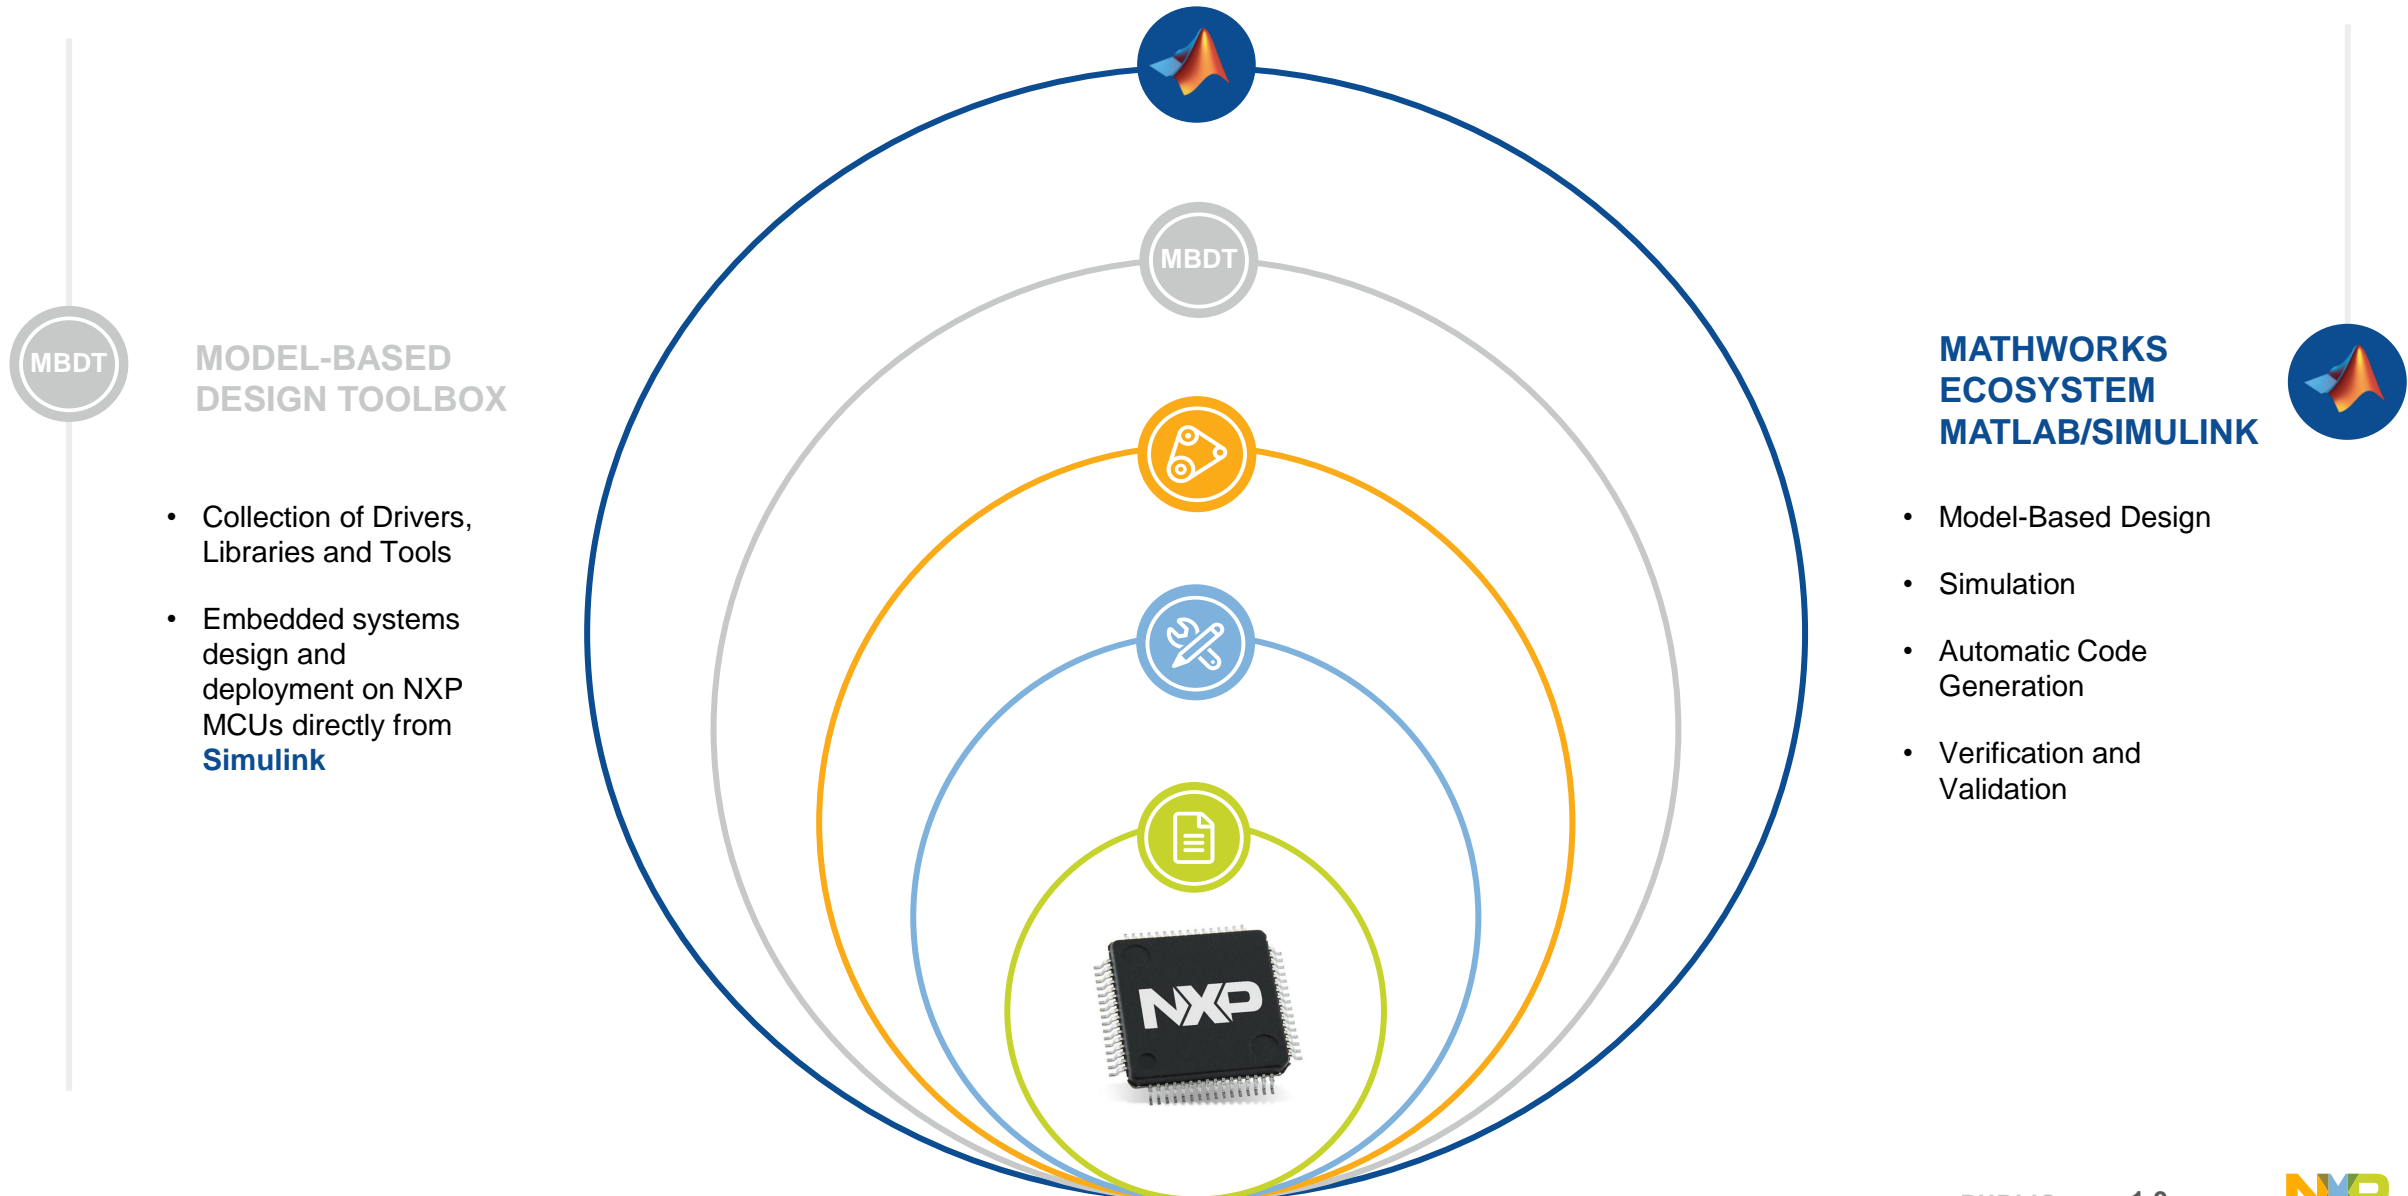 MBDT
MBDT
MODEL-BASED
DESIGN TOOLBOX
• Collection of Drivers,
Libraries and Tools
• Embedded systems
design and
deployment on NXP
MCUs directly from
Simulink
NXP
MATHWORKS
ECOSYSTEM
MATLAB/SIMULINK
• Model-Based Design
• Simulation
• Automatic Code
Generation
• Verification and
Validation
NXP